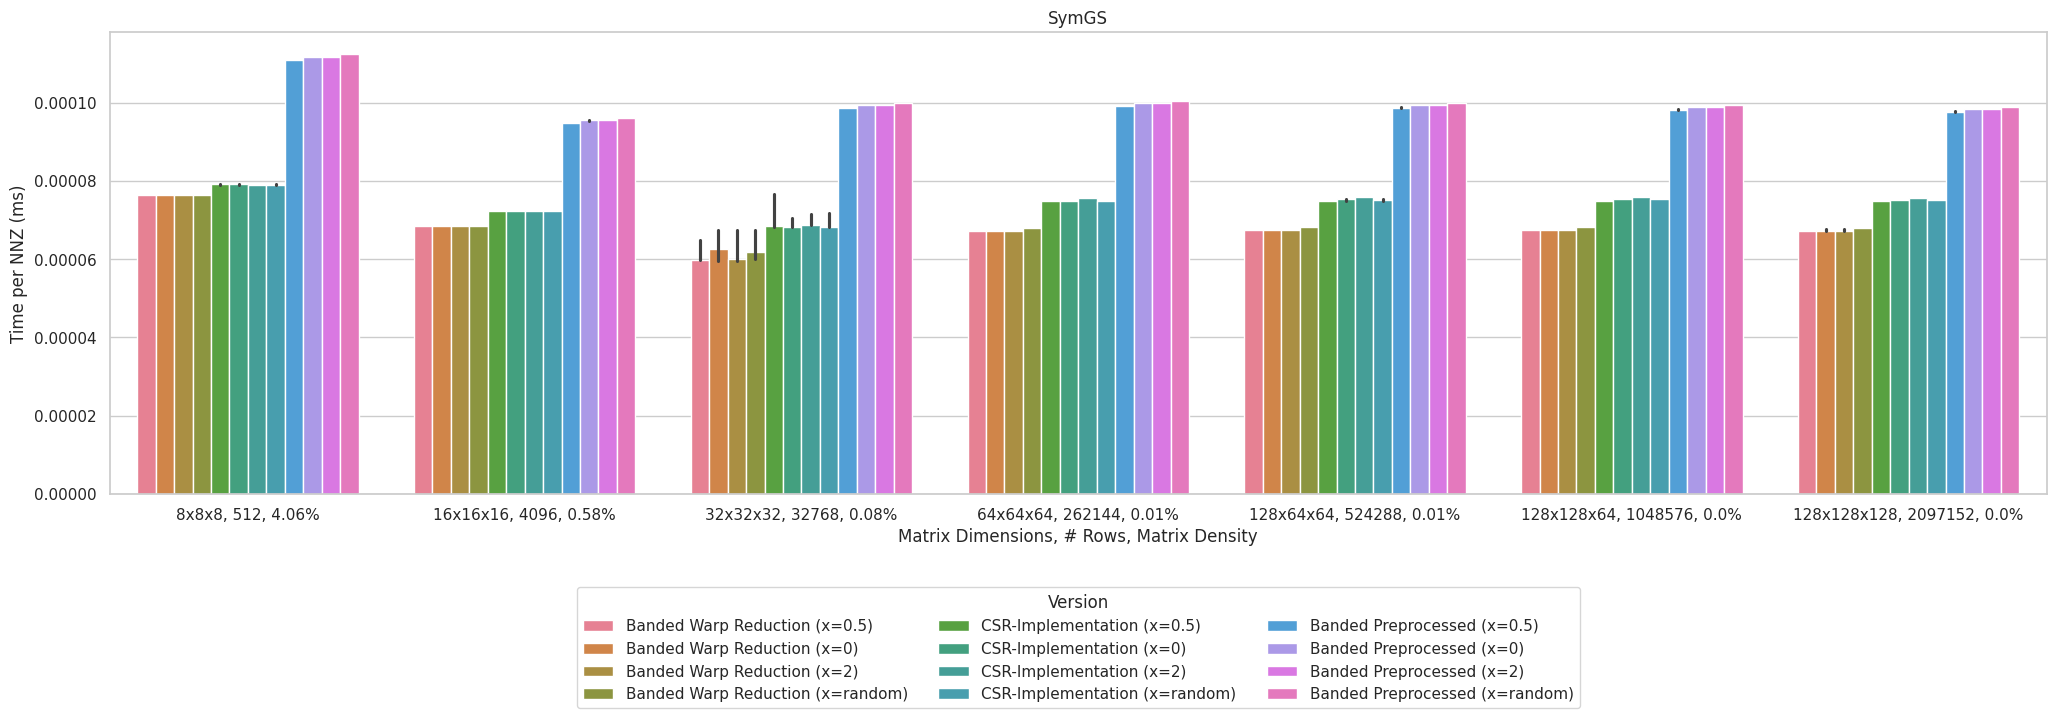 SymGS
Time per NNZ (ms)
0.00010
0.00008
0.00006
0.00004
0.00002
0.00000
8x8x8, 512, 4.06%
16x16x16, 4096, 0.58%
32x32x32, 32768, 0.08%
64x64x64, 262144, 0.01%
128x64x64, 524288, 0.01%
128x128x64, 1048576, 0.0%
128x128x128, 2097152, 0.0%
Matrix Dimensions, # Rows, Matrix Density
Version
Banded Warp Reduction (x=0.5)
Banded Warp Reduction (x=0)
Banded Warp Reduction (x=2)
Banded Warp Reduction (x=random)
CSR-Implementation (x=0.5)
CSR-Implementation (x=0)
CSR-Implementation (x=2)
CSR-Implementation (x=random)
Banded Preprocessed (x=0.5)
Banded Preprocessed (x=0)
Banded Preprocessed (x=2)
Banded Preprocessed (x=random)